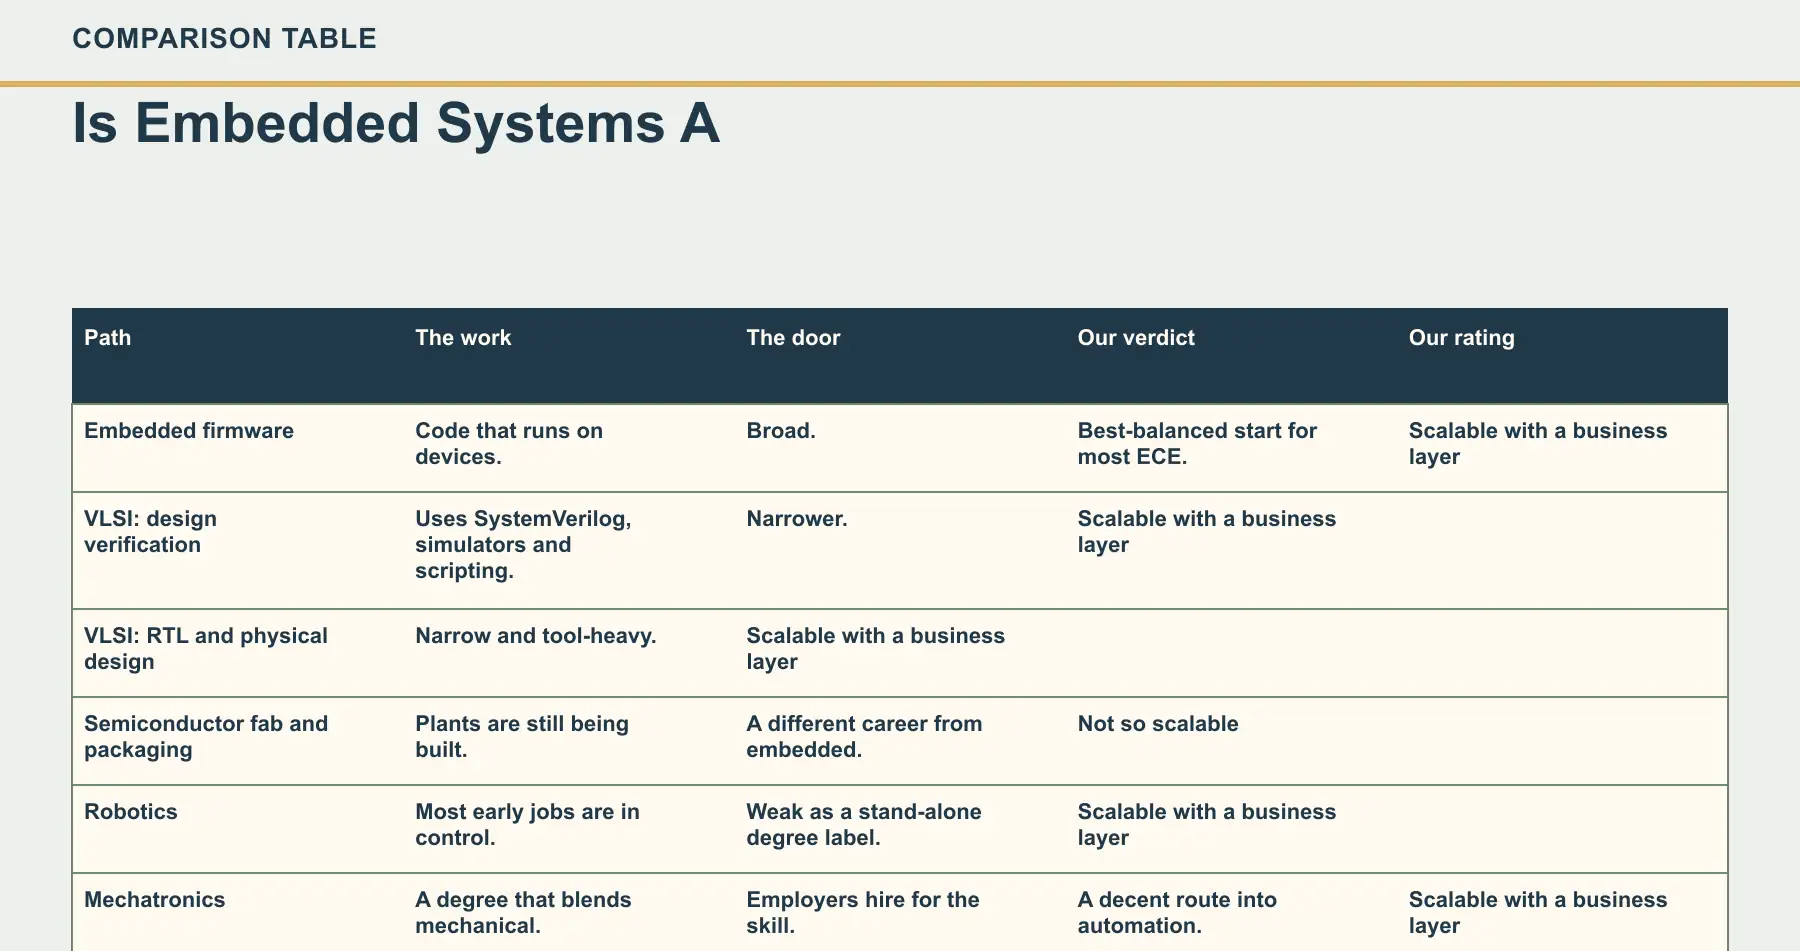 COMPARISON TABLE
Is Embedded Systems A
Path The work The door Our verdict Our rating
Embedded firmware Code that runs on devices. Broad. Best-balanced start for most ECE. Scalable with a business layer
VLSI: design verification Uses SystemVerilog, simulators and scripting. Narrower. Scalable with a business layer
VLSI: RTL and physical design Narrow and tool-heavy. Scalable with a business layer
Semiconductor fab and packaging Plants are still being built. A different career from embedded. Not so scalable
Robotics Most early jobs are in control. Weak as a stand-alone degree label. Scalable with a business layer
Mechatronics A degree that blends mechanical. Employers hire for the skill. A decent route into automation. Scalable with a business layer